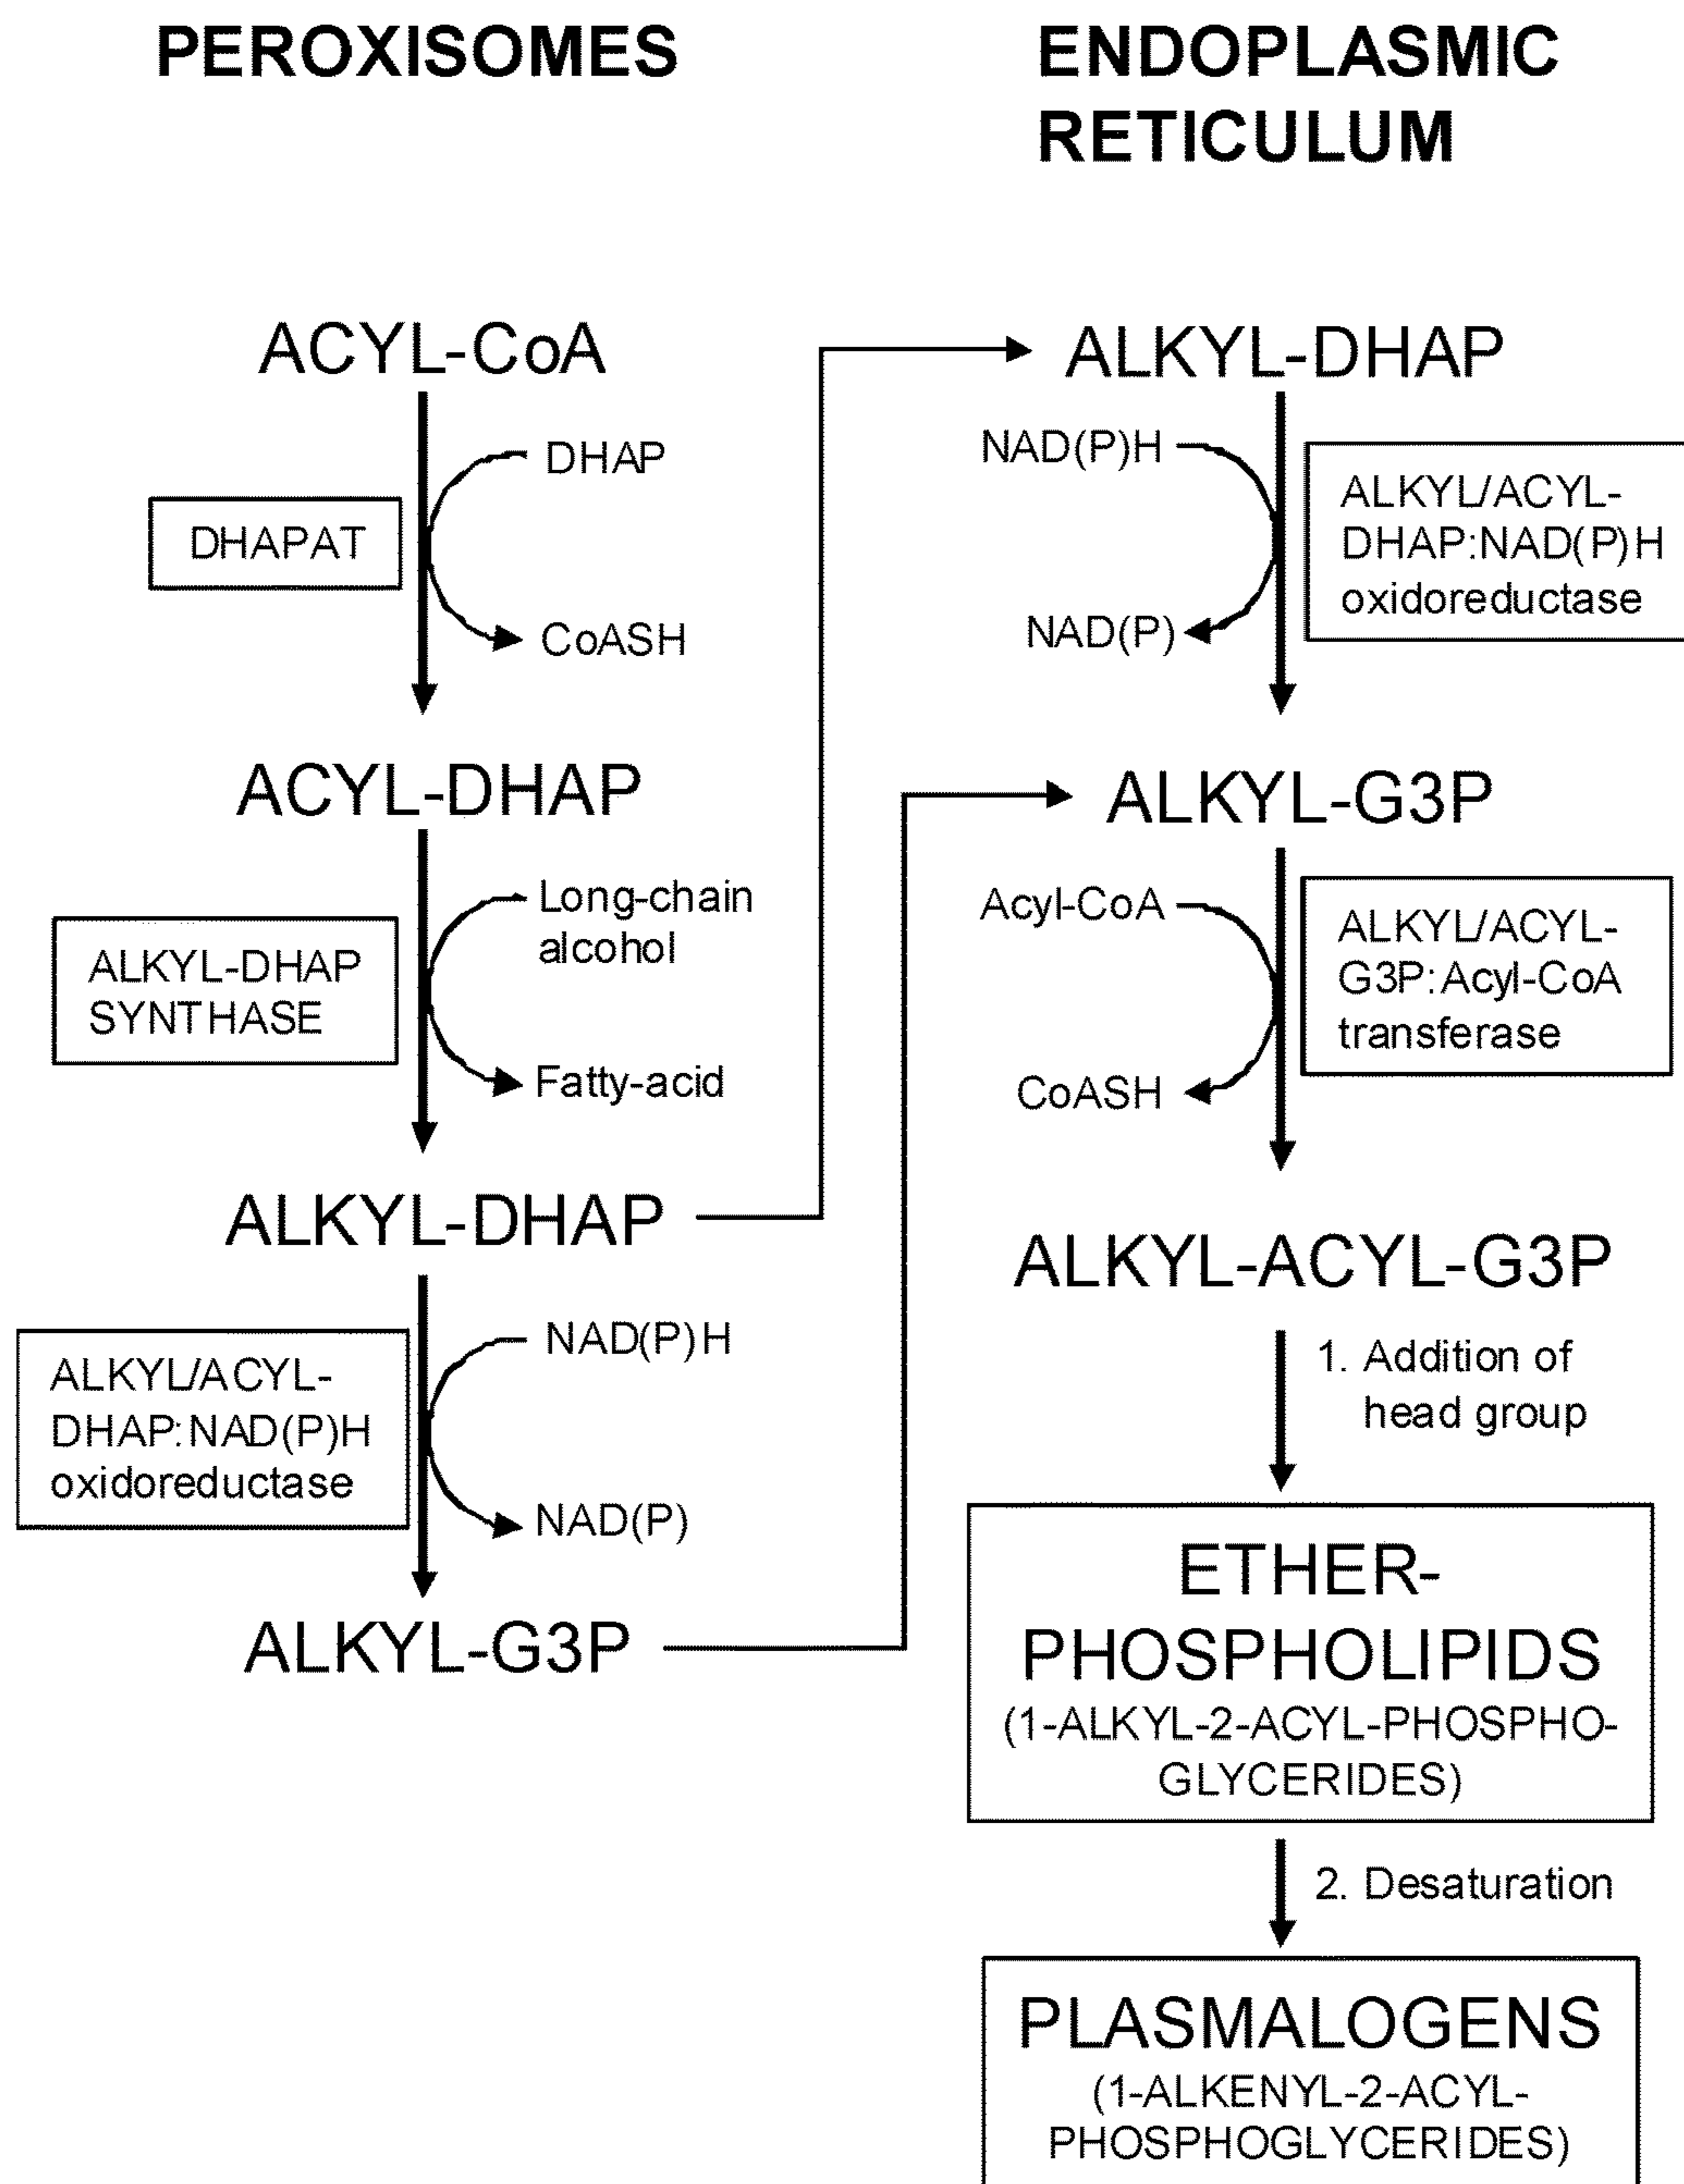 PEROXISOMES
ACYL-CoA
DHAP
DHAPAT
CoASH
ACYL-DHAP
Long-chain
alcohol
ALKYL-DHAP
SYNTHASE
Fatty-acid
ALKYL-DHAP
NAD(P)H
ALKYL/ACYL-
DHAP:NAD(P)H
oxidoreductase
NAD(P)
ALKYL-G3P
ENDOPLASMIC
RETICULUM
ALKYL-DHAP
NAD(P)H
ALKYL/ACYL-
DHAP:NAD(P)H
oxidoreductase
NAD(P)
ALKYL-G3P
Acyl-CoA
ALKYL/ACYL-
G3P:Acyl-CoA
transferase
CoASH
ALKYL-ACYL-G3P
1. Addition of
head group
ETHER-
PHOSPHOLIPIDS
(1-ALKYL-2-ACYL-PHOSPHO-
GLYCERIDES)
2. Desaturation
PLASMALOGENS
(1-ALKENYL-2-ACYL-
PHOSPHOGLYCERIDES)